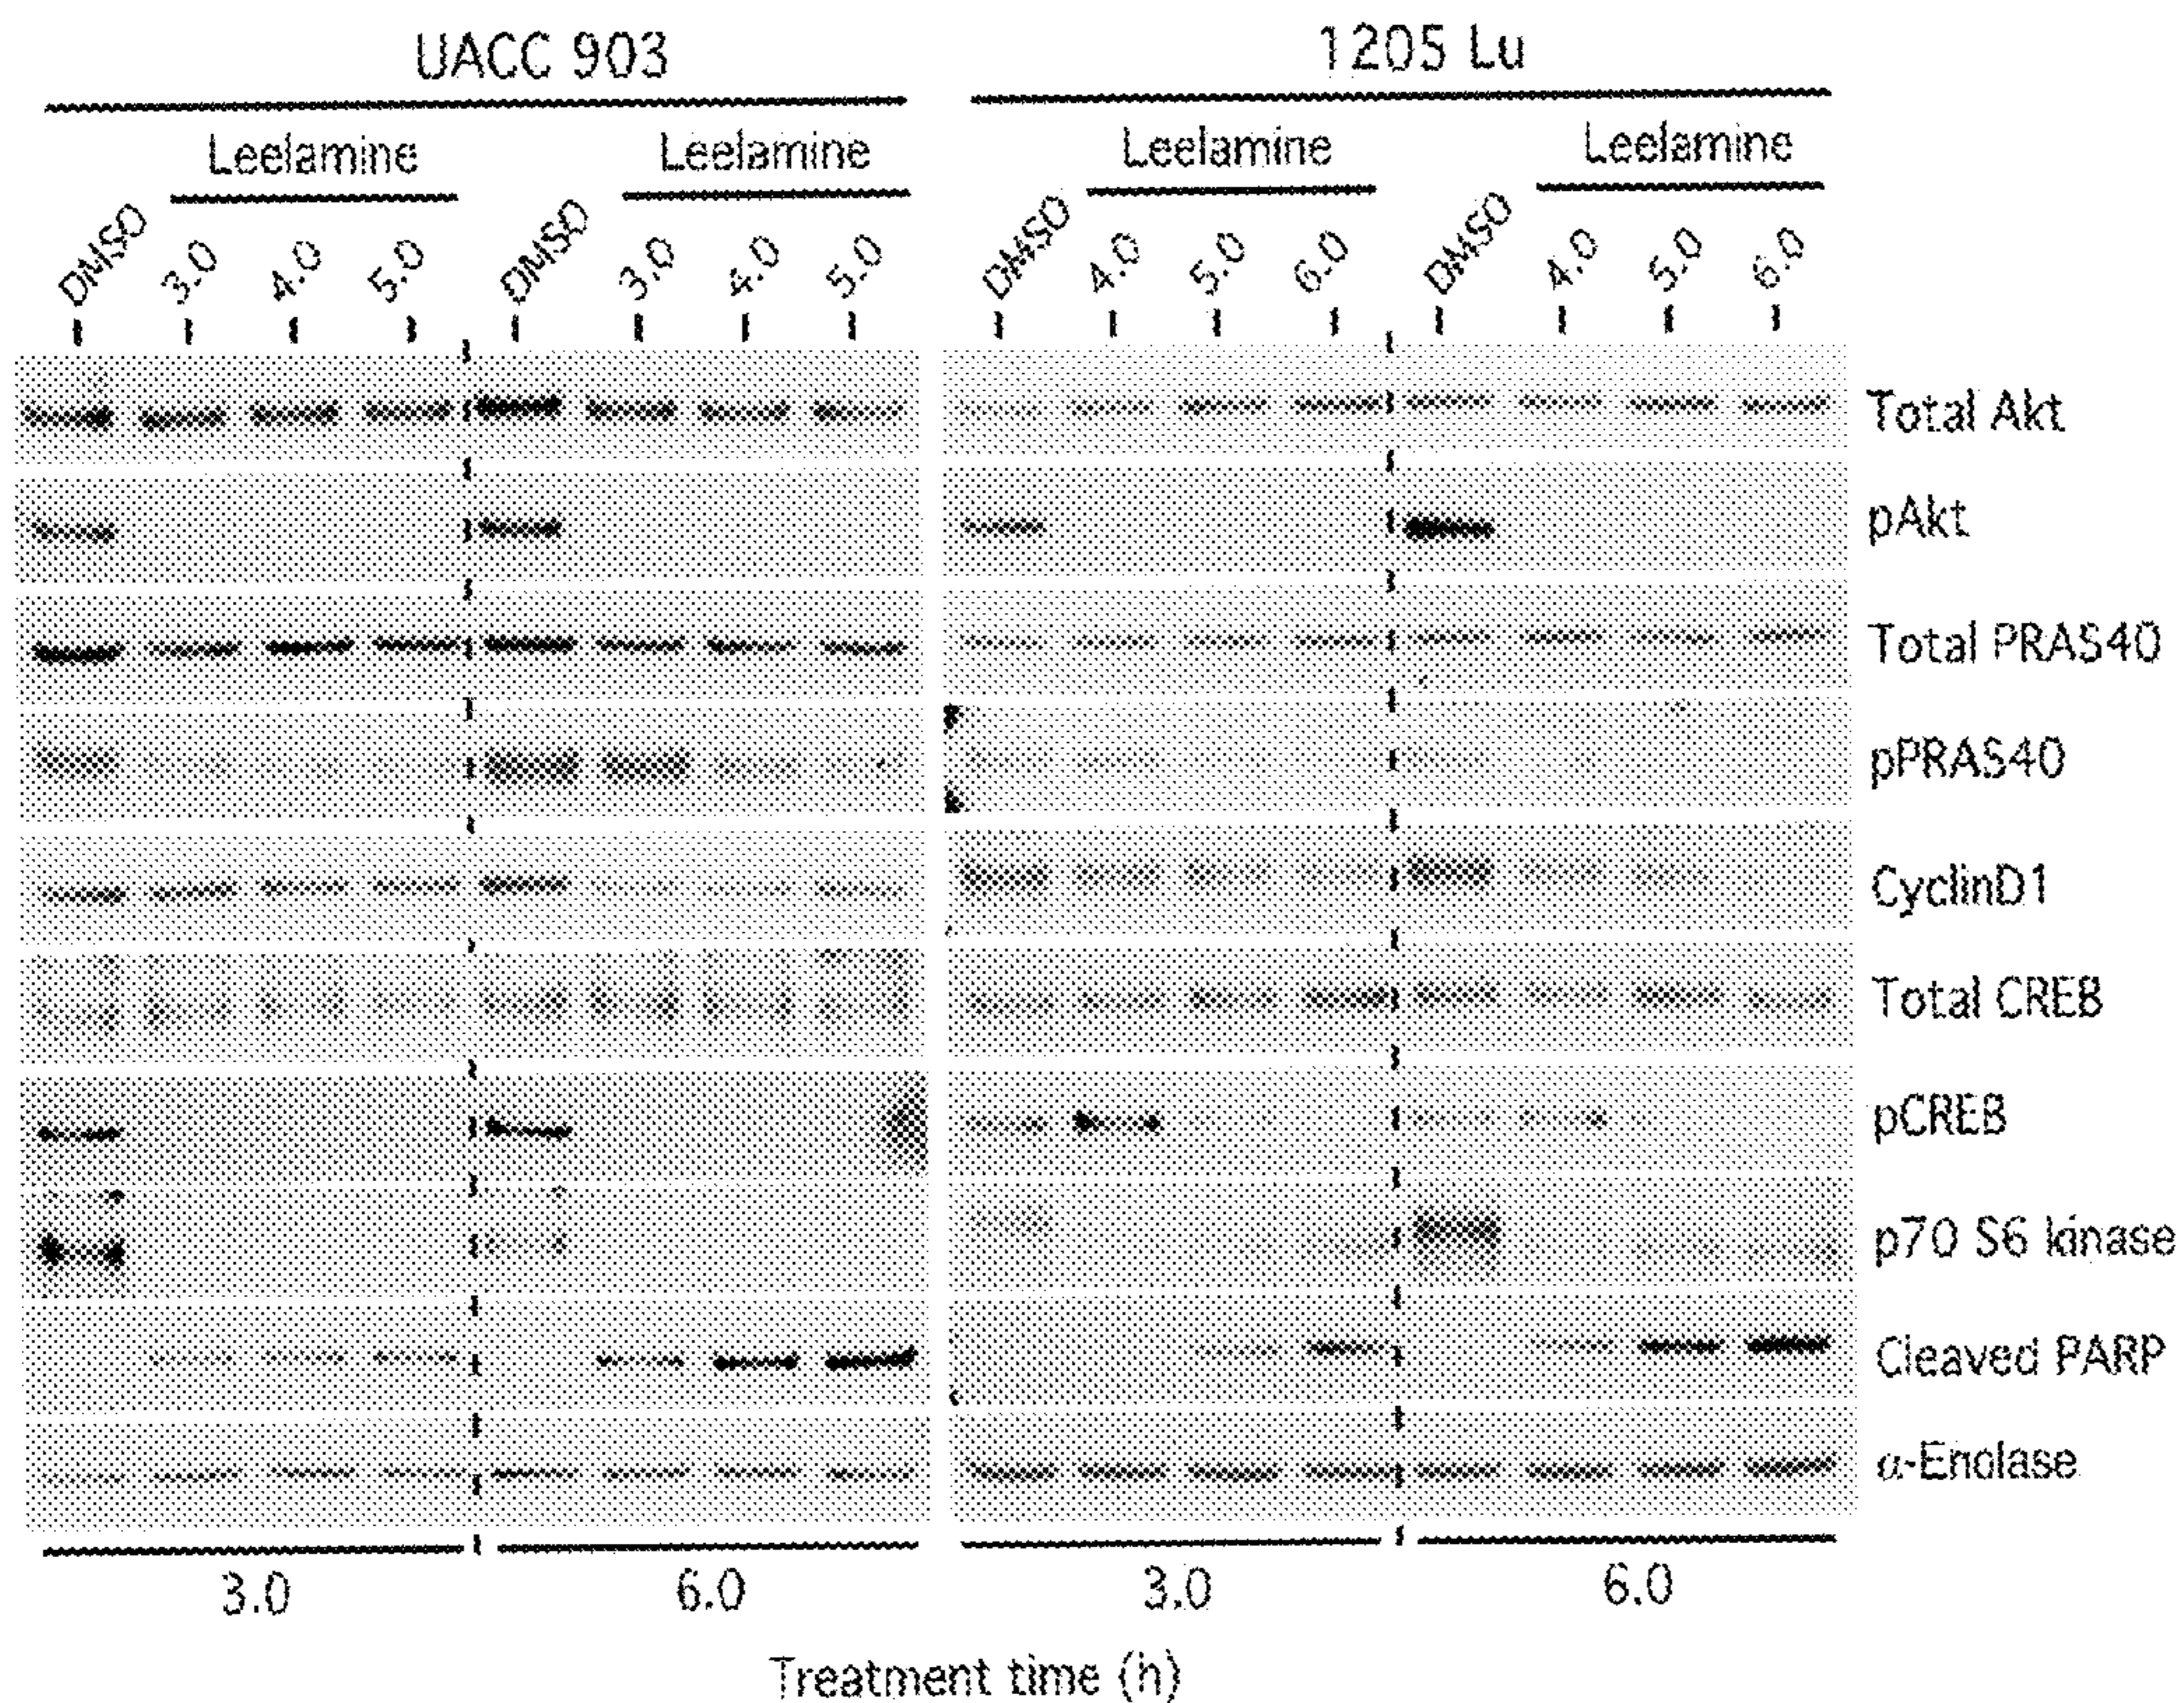 UACC 903 1205 Lu
Leelamine Leelamine Leelamine Leelamine
DMSO 3.0 4.0 5.0 DMSO 3.0 4.0 5.0 DMSO 4.0 5.0 6.0 DMSO 4.0 5.0 6.0
Total Akt
pAkt
Total PRAS40
pPRAS40
CyclinD1
Total CREB
pCREB
p70 S6 kinase
Cleaved PARP
α-Enolase
3.0 6.0 3.0 6.0
Treatment time (h)